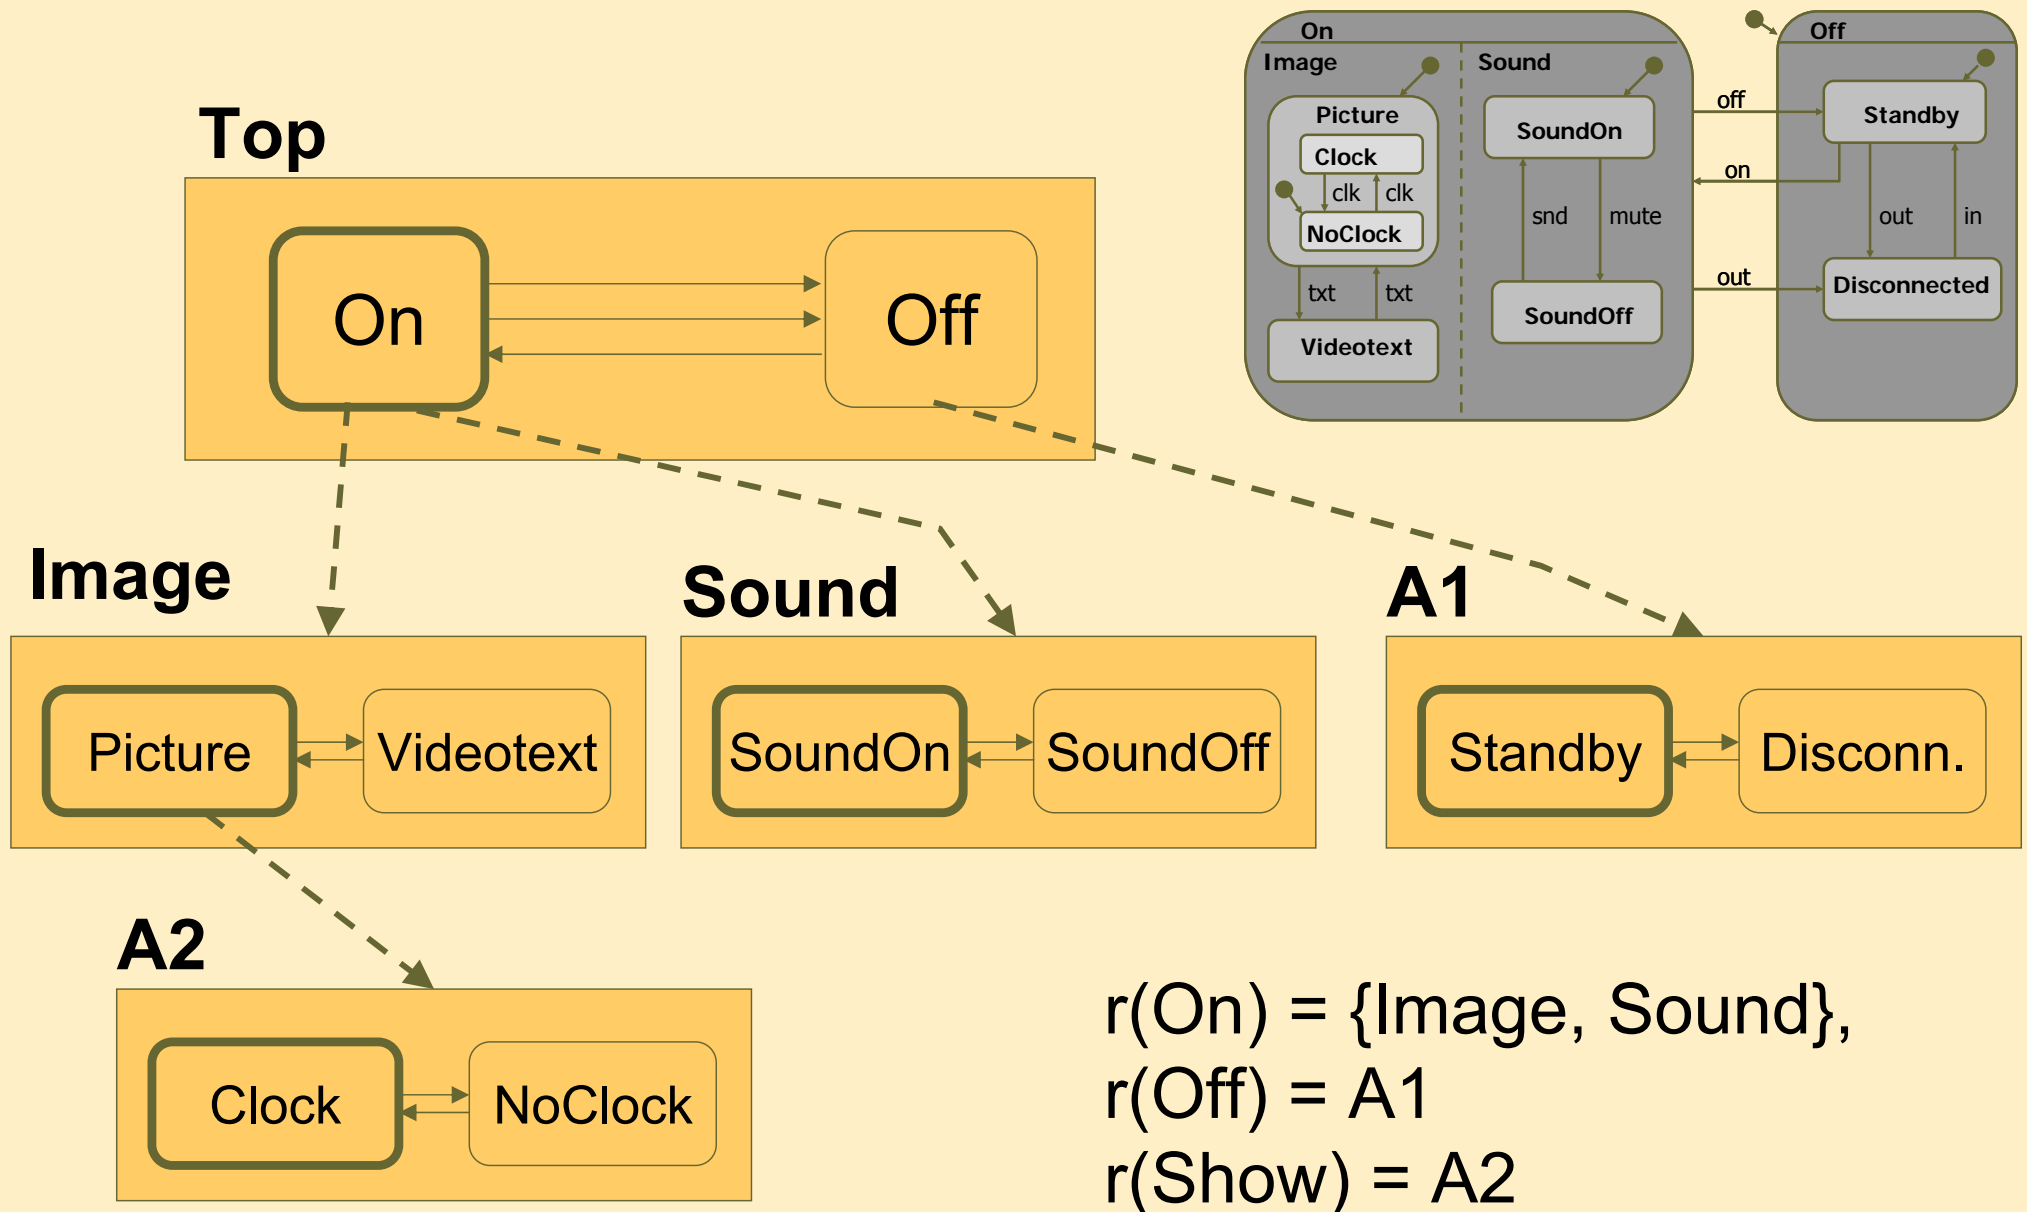 On
Off
Image
Sound
Picture
Clock
clk
clk
NoClock
txt
txt
Videotext
SoundOn
snd
mute
SoundOff
off
on
out
Standby
out
in
Disconnected
Top
On
Off
Image
Picture
Videotext
Sound
SoundOn
SoundOff
A1
Standby
Disconn.
A2
Clock
NoClock
r(On) = {Image, Sound},
r(Off) = A1
r(Show) = A2